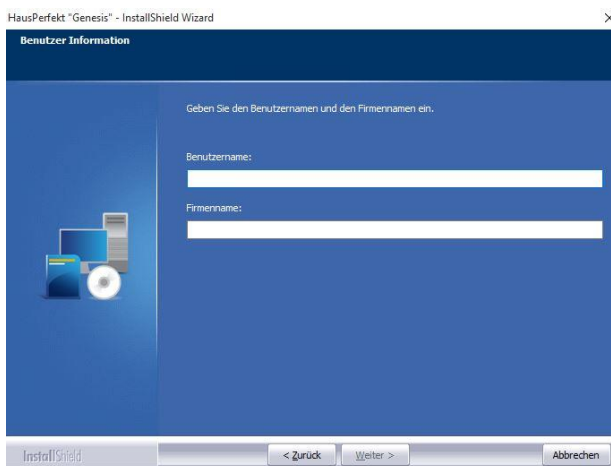 HausPerfekt "Genesis" - InstallShield Wizard
Benutzer Information
Geben Sie den Benutzernamen und den Firmennamen ein.
Benutzername:
Firmenname:
InstallShield
< Zurück
Weiter >
Abbrechen